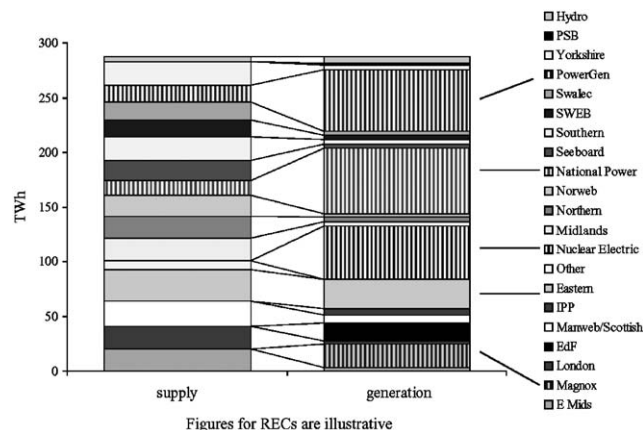 300
250
200
150
100
50
0
TWh
supply
generation
Hydro
PSB
Yorkshire
PowerGen
Swalec
SWEB
Southern
Seeboard
National Power
Norweb
Northern
Midlands
Nuclear Electric
Other
Eastern
IPP
Manweb/Scottish
EdF
London
Magnox
E Mids
Figures for RECs are illustrative